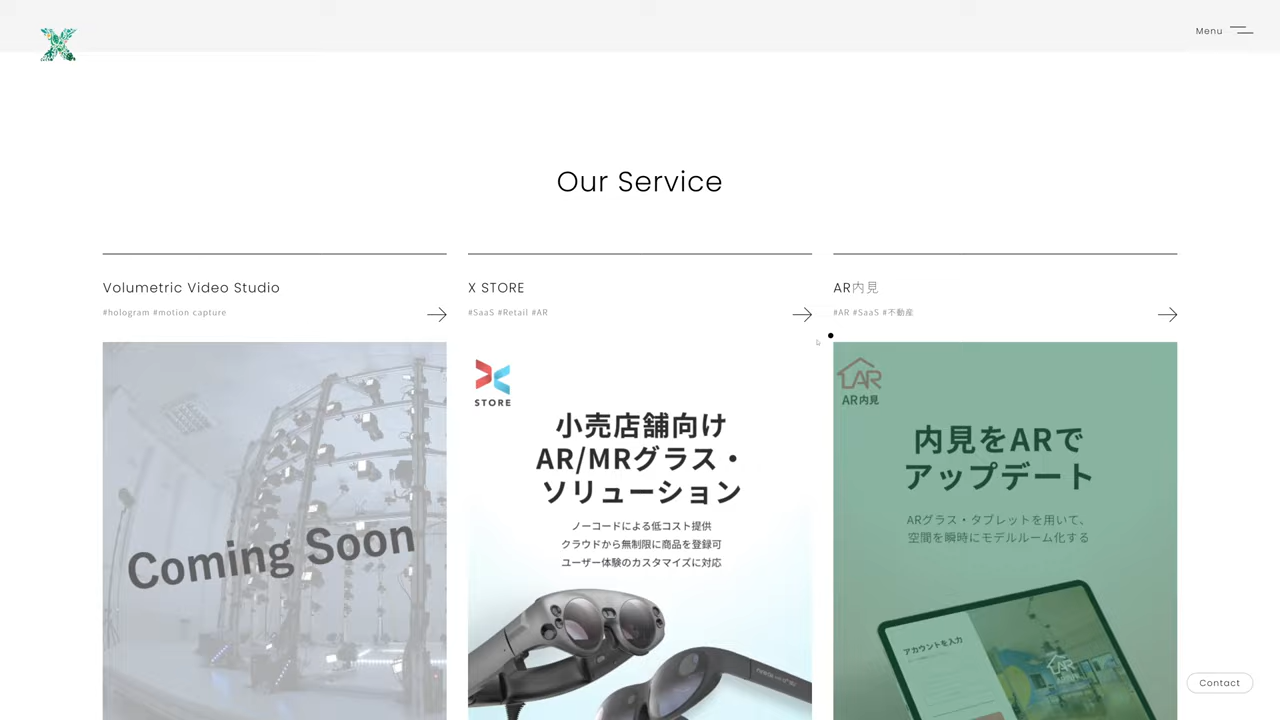 X
Menu
Our Service
Volumetric Video Studio
#hologram #motion capture
X STORE
#SaaS #Retail #AR
AR内見
#AR #SaaS #不動産
Coming Soon
STORE
小売店舗向け
AR/MRグラス・
ソリューション
ノーコードによる低コスト提供
クラウドから無制限に商品を登録可
ユーザー体験のカスタマイズに対応
AR
AR内見
内見をARで
アップデート
ARグラス・タブレットを用いて、
空間を瞬時にモデルルーム化する
アカウントを入力
AR
Contact